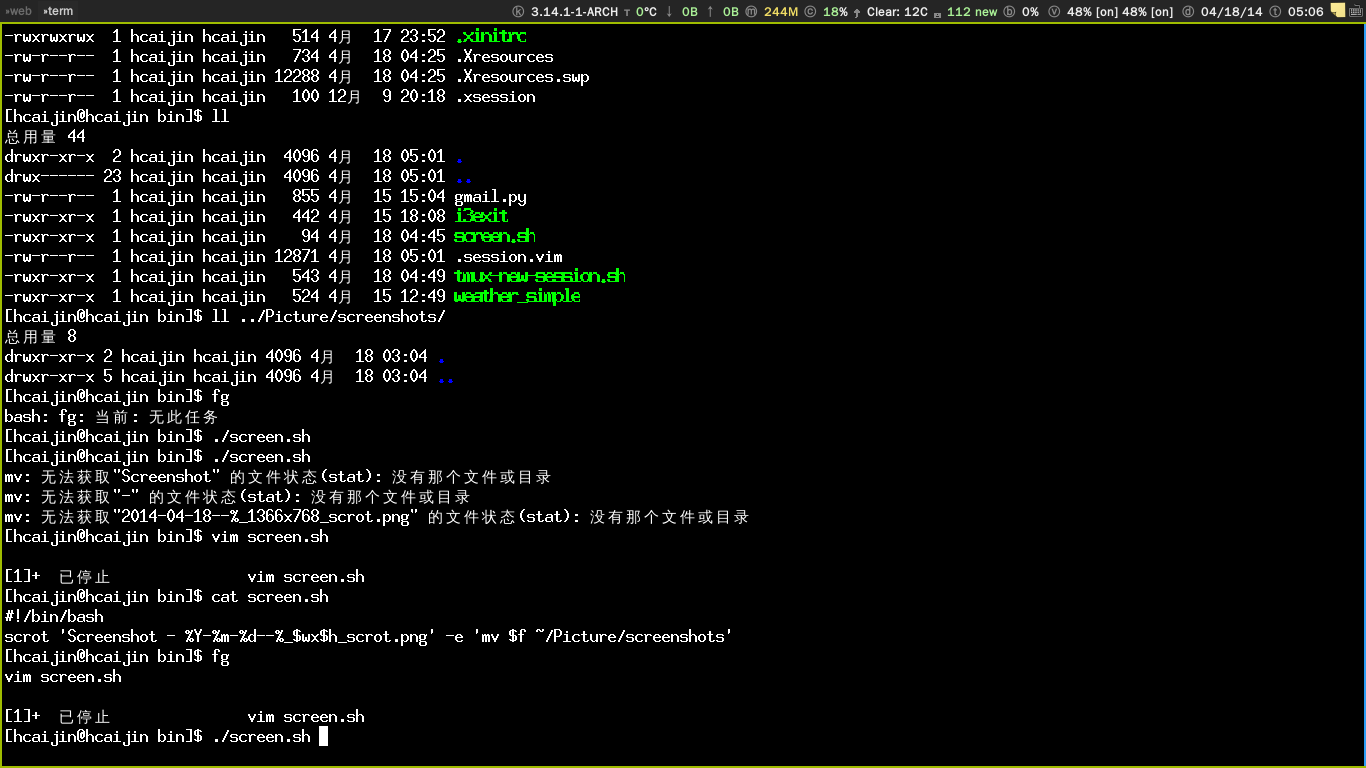 »web »term ⓚ 3.14.1-1-ARCH т 0°C ↓ 0B ↑ 0B ⓜ 244M ⓒ 18% Clear: 12C 112 new ⓑ 0% ⓥ 48% [on] 48% [on] ⓓ 04/18/14 ⓣ 05:06
-rwxrwxrwx  1 hcaijin hcaijin   514 4月  17 23:52 .xinitrc
-rw-r--r--  1 hcaijin hcaijin   734 4月  18 04:25 .Xresources
-rw-r--r--  1 hcaijin hcaijin 12288 4月  18 04:25 .Xresources.swp
-rw-r--r--  1 hcaijin hcaijin   100 12月  9 20:18 .xsession
[hcaijin@hcaijin bin]$ ll
总用量 44
drwxr-xr-x  2 hcaijin hcaijin  4096 4月  18 05:01 .
drwx------ 23 hcaijin hcaijin  4096 4月  18 05:01 ..
-rw-r--r--  1 hcaijin hcaijin   855 4月  15 15:04 gmail.py
-rwxr-xr-x  1 hcaijin hcaijin   442 4月  15 18:08 i3exit
-rwxr-xr-x  1 hcaijin hcaijin    94 4月  18 04:45 screen.sh
-rw-r--r--  1 hcaijin hcaijin 12871 4月  18 05:01 .session.vim
-rwxr-xr-x  1 hcaijin hcaijin   543 4月  18 04:49 tmux-new-session.sh
-rwxr-xr-x  1 hcaijin hcaijin   524 4月  15 12:49 weather_simple
[hcaijin@hcaijin bin]$ ll ../Picture/screenshots/
总用量 8
drwxr-xr-x 2 hcaijin hcaijin 4096 4月  18 03:04 .
drwxr-xr-x 5 hcaijin hcaijin 4096 4月  18 03:04 ..
[hcaijin@hcaijin bin]$ fg
bash: fg: 当前: 无此任务
[hcaijin@hcaijin bin]$ ./screen.sh
[hcaijin@hcaijin bin]$ ./screen.sh
mv: 无法获取"Screenshot" 的文件状态(stat): 没有那个文件或目录
mv: 无法获取"-" 的文件状态(stat): 没有那个文件或目录
mv: 无法获取"2014-04-18--%_1366x768_scrot.png" 的文件状态(stat): 没有那个文件或目录
[hcaijin@hcaijin bin]$ vim screen.sh
[1]+  已停止               vim screen.sh
[hcaijin@hcaijin bin]$ cat screen.sh
#!/bin/bash
scrot 'Screenshot - %Y-%m-%d--%_$wx$h_scrot.png' -e 'mv $f ~/Picture/screenshots'
[hcaijin@hcaijin bin]$ fg
vim screen.sh
[1]+  已停止               vim screen.sh
[hcaijin@hcaijin bin]$ ./screen.sh